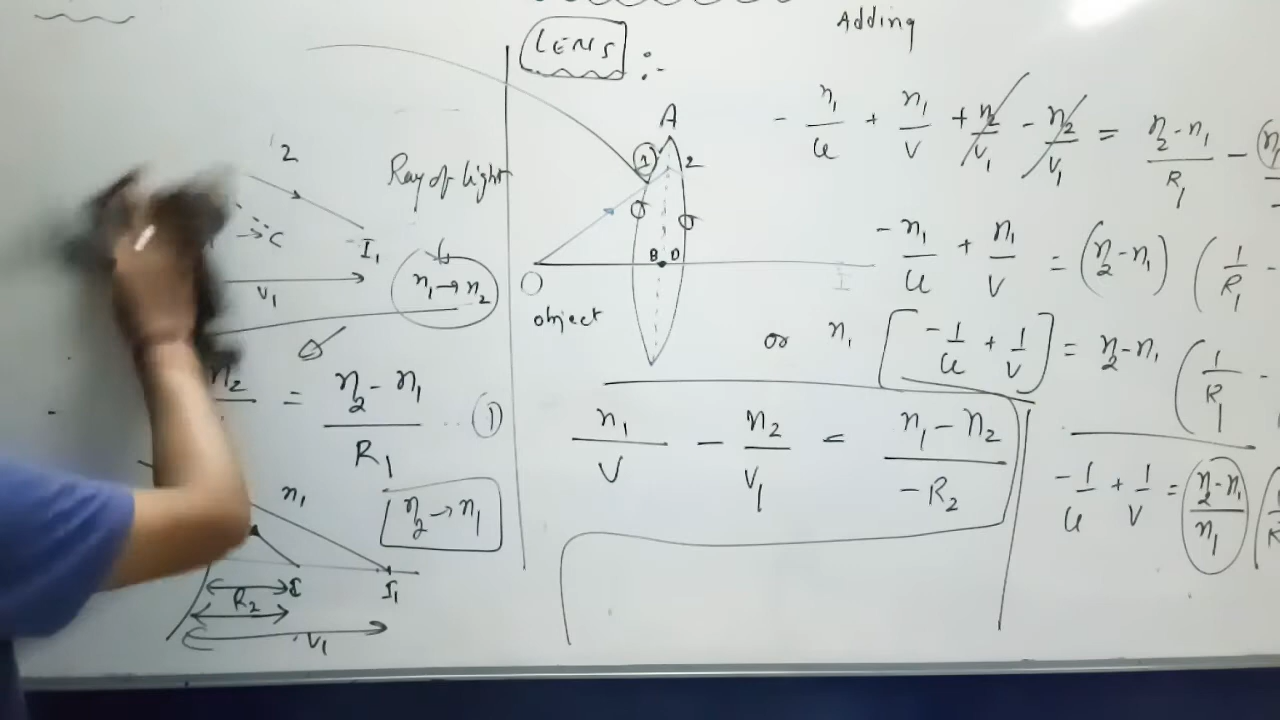 2
C
I₁
v₁
Ray of light
n₁→n₂
n₂ = n₂ - n₁ / R₁ .. ①
n₁
n₂→n₁
I
I₁
R₂
v₁
LENS :-
A
① 2
B D
O
object
I
n₁/v - n₂/v₁ = n₁ - n₂ / -R₂
Adding
- n₁/u + n₁/v + n₂/v₁ - n₂/v₁ = n₂-n₁ / R₁ -
- n₁/u + n₁/v = (n₂-n₁) ( 1/R₁ -
or n₁ [ -1/u + 1/v ] = n₂-n₁ ( 1/R₁ -
-1/u + 1/v = n₂-n₁ / n₁ (